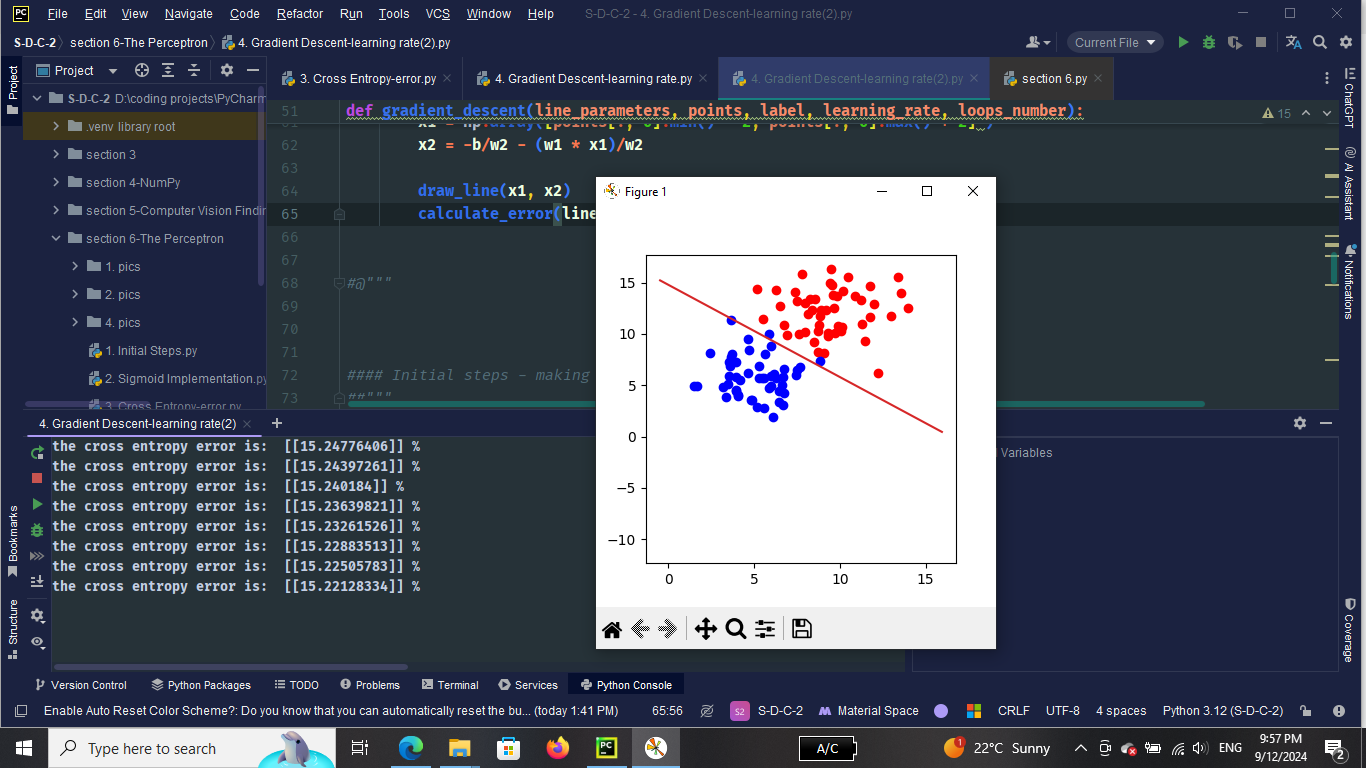 File Edit View Navigate Code Refactor Run Tools VCS Window Help S-D-C-2 - 4. Gradient Descent-learning rate(2).py
S-D-C-2 section 6-The Perceptron 4. Gradient Descent-learning rate(2).py Current File
Project
Project
3. Cross Entropy-error.py 4. Gradient Descent-learning rate.py 4. Gradient Descent-learning rate(2).py section 6.py
S-D-C-2 D:\coding projects\PyCharm
.venv library root
section 3
section 4-NumPy
section 5-Computer Vision Findin
section 6-The Perceptron
1. pics
2. pics
4. pics
1. Initial Steps.py
2. Sigmoid Implementation.py
3. Cross Entropy-error.py
51 def gradient_descent(line_parameters, points, label, learning_rate, loops_number):
15
62 x2 = -b/w2 - (w1 * x1)/w2
63
64 draw_line(x1, x2)
65 calculate_error(line
66
67
68 #@"""
69
70
71
72 #### Initial steps - making
73 ##"""
ChatGPT
AI Assistant
Notifications
Coverage
Figure 1
15
10
5
0
−5
−10
0 5 10 15
4. Gradient Descent-learning rate(2)
the cross entropy error is: [[15.24776406]] %
the cross entropy error is: [[15.24397261]] %
the cross entropy error is: [[15.240184]] %
the cross entropy error is: [[15.23639821]] %
the cross entropy error is: [[15.23261526]] %
the cross entropy error is: [[15.22883513]] %
the cross entropy error is: [[15.22505783]] %
the cross entropy error is: [[15.22128334]] %
Variables
Bookmarks
Structure
Version Control Python Packages TODO Problems Terminal Services Python Console
Enable Auto Reset Color Scheme?: Do you know that you can automatically reset the bu... (today 1:41 PM) 65:56 S2 S-D-C-2 Material Space CRLF UTF-8 4 spaces Python 3.12 (S-D-C-2)
Type here to search A/C 1 22°C Sunny ENG 9:57 PM
9/12/2024 2